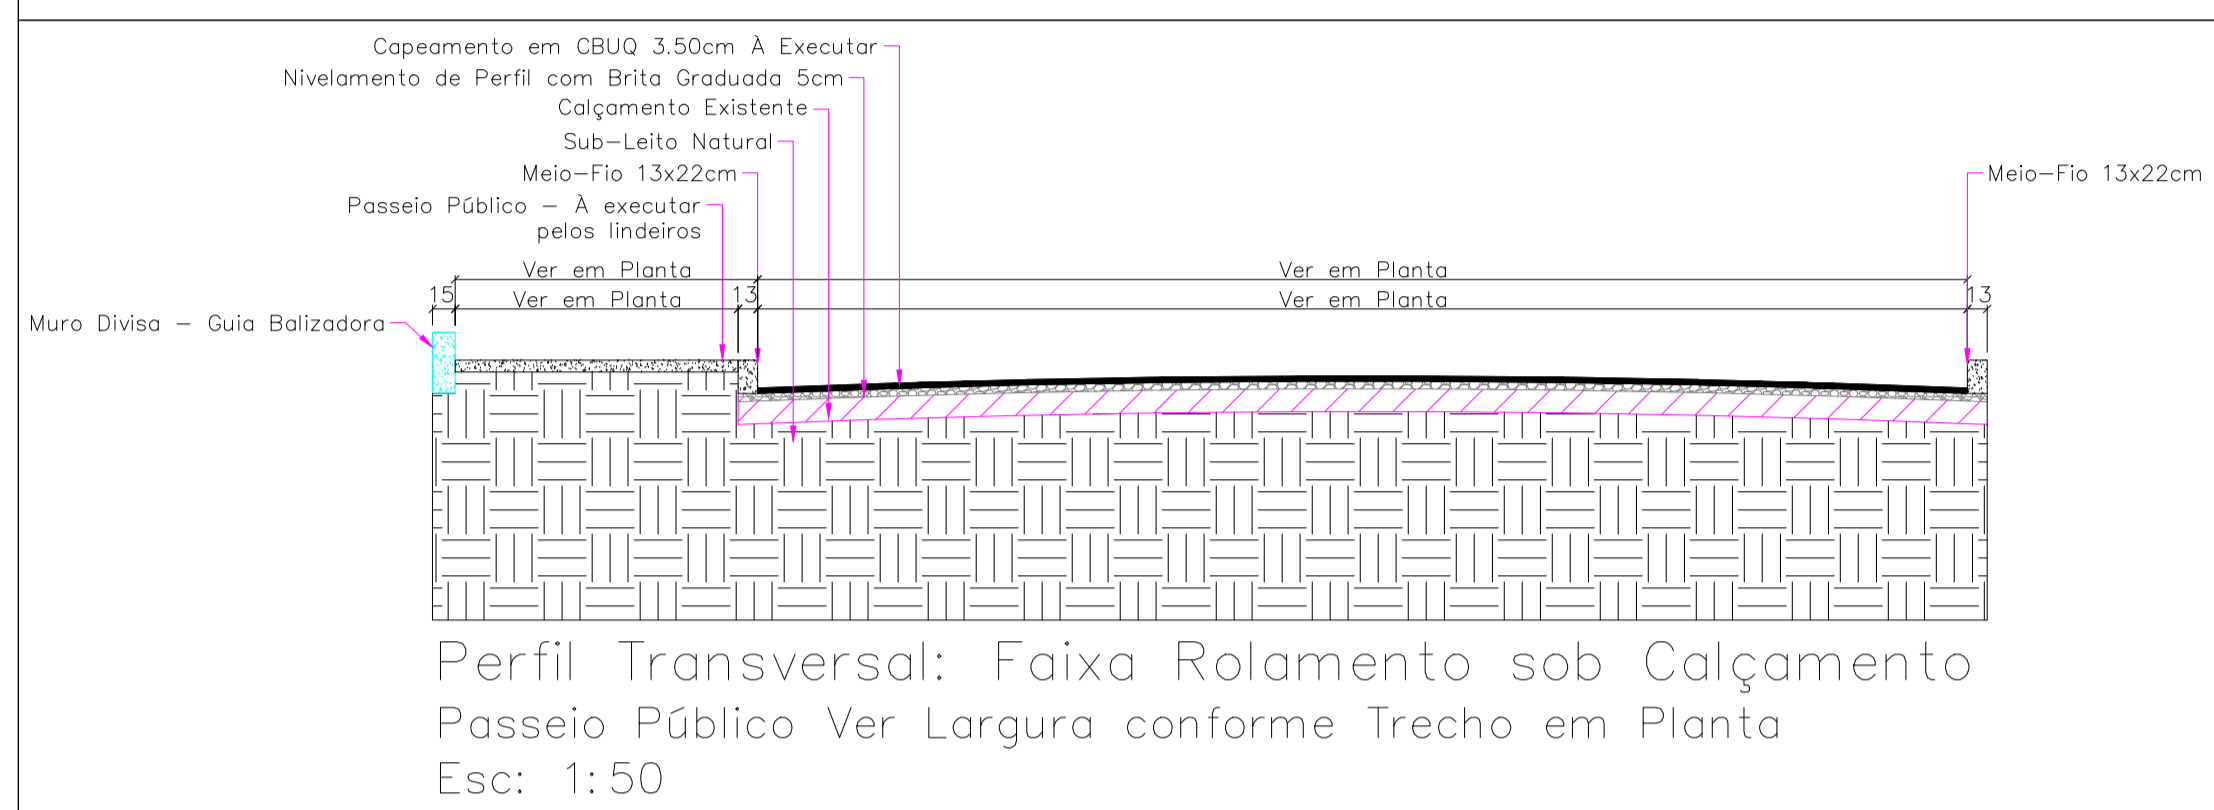 Capeamento em CBUQ 3.50cm À Executar
Nivelamento de Perfil com Brita Graduada 5cm
Calçamento Existente
Sub-Leito Natural
Meio-Fio 13x22cm
Meio-Fio 13x22cm
Passeio Público - À executar
pelos lindeiros
Ver em Planta
Ver em Planta
15
Ver em Planta
13
Ver em Planta
13
Muro Divisa - Guia Balizadora
Perfil Transversal: Faixa Rolamento sob Calçamento
Passeio Público Ver Largura conforme Trecho em Planta
Esc: 1:50